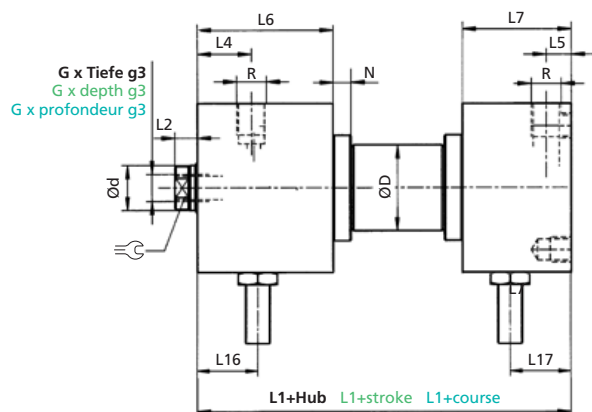 L6
L7
L4
L5
R
N
R
G x Tiefe g3
G x depth g3
G x profondeur g3
L2
Ød
ØD
L7
L16
L17
L1+Hub L1+stroke L1+course